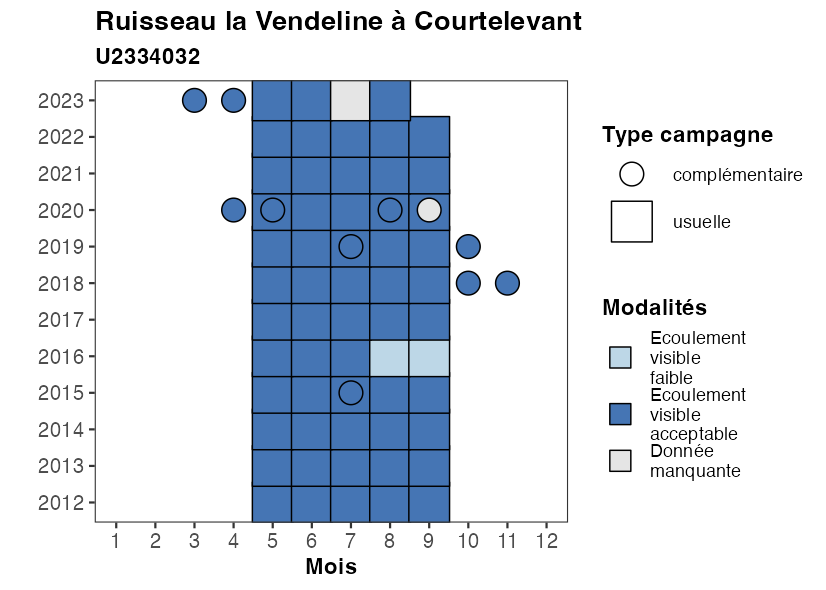 Ruisseau la Vendeline à Courtelevant
U2334032
2023
2022
2021
2020
2019
2018
2017
2016
2015
2014
2013
2012
1 2 3 4 5 6 7 8 9 10 11 12
Mois
Type campagne
complémentaire
usuelle
Modalités
Ecoulement
visible
faible
Ecoulement
visible
acceptable
Donnée
manquante